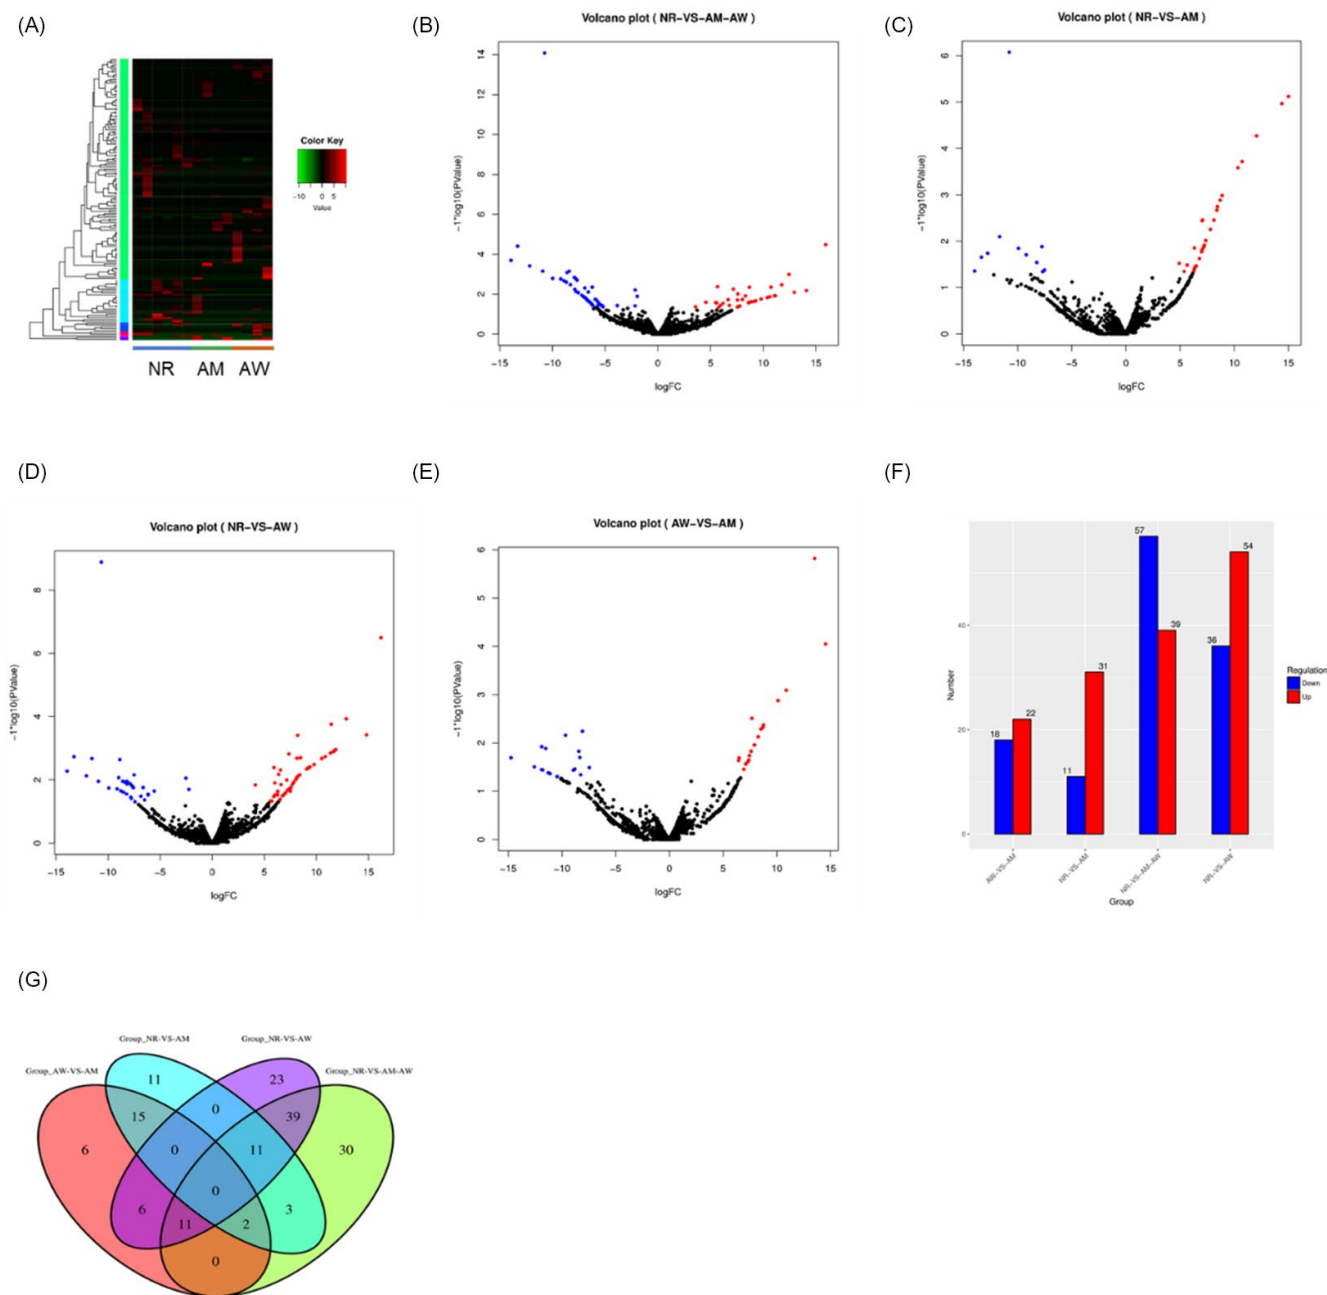 (A)
Color Key
-10 0 5
Value
NR AM AW
(B)
Volcano plot ( NR-VS-AM-AW )
-1*log10(PValue)
14
12
10
8
6
4
2
0
-15 -10 -5 0 5 10 15
logFC
(C)
Volcano plot ( NR-VS-AM )
-1*log10(PValue)
6
5
4
3
2
1
0
-15 -10 -5 0 5 10 15
logFC
(D)
Volcano plot ( NR-VS-AW )
-1*log10(PValue)
8
6
4
2
0
-15 -10 -5 0 5 10 15
logFC
(E)
Volcano plot ( AW-VS-AM )
-1*log10(PValue)
6
5
4
3
2
1
0
-15 -10 -5 0 5 10 15
logFC
(F)
Number
40
20
0
18 22
11 31
57 39
36 54
AW-VS-AM
NR-VS-AM
NR-VS-AM-AW
NR-VS-AW
Group
Regulation
Down
Up
(G)
Group_NR-VS-AM Group_NR-VS-AW
Group_AW-VS-AM Group_NR-VS-AM-AW
11 23
15 0 39
6 0 11 30
0
6 11 2 3
0